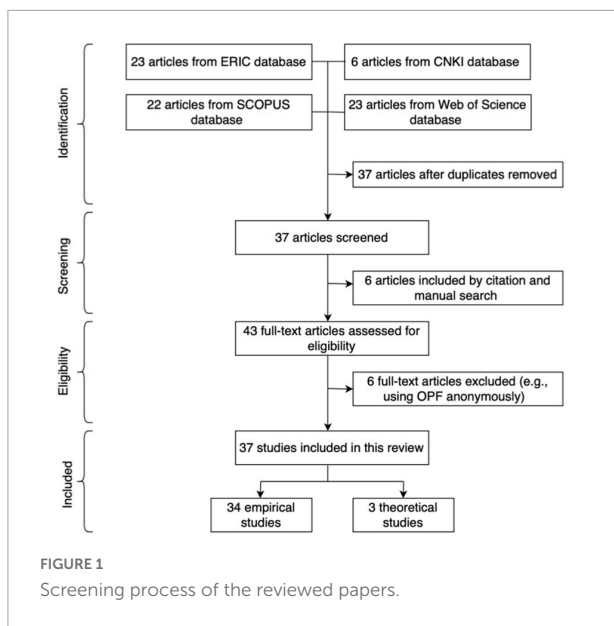 Identification
23 articles from ERIC database
6 articles from CNKI database
22 articles from SCOPUS
database
23 articles from Web of Science
database
37 articles after duplicates removed
Screening
37 articles screened
6 articles included by citation and
manual search
Eligibility
43 full-text articles assessed for
eligibility
6 full-text articles excluded (e.g.,
using OPF anonymously)
Included
37 studies included in this review
34 empirical
studies
3 theoretical
studies
FIGURE 1
Screening process of the reviewed papers.